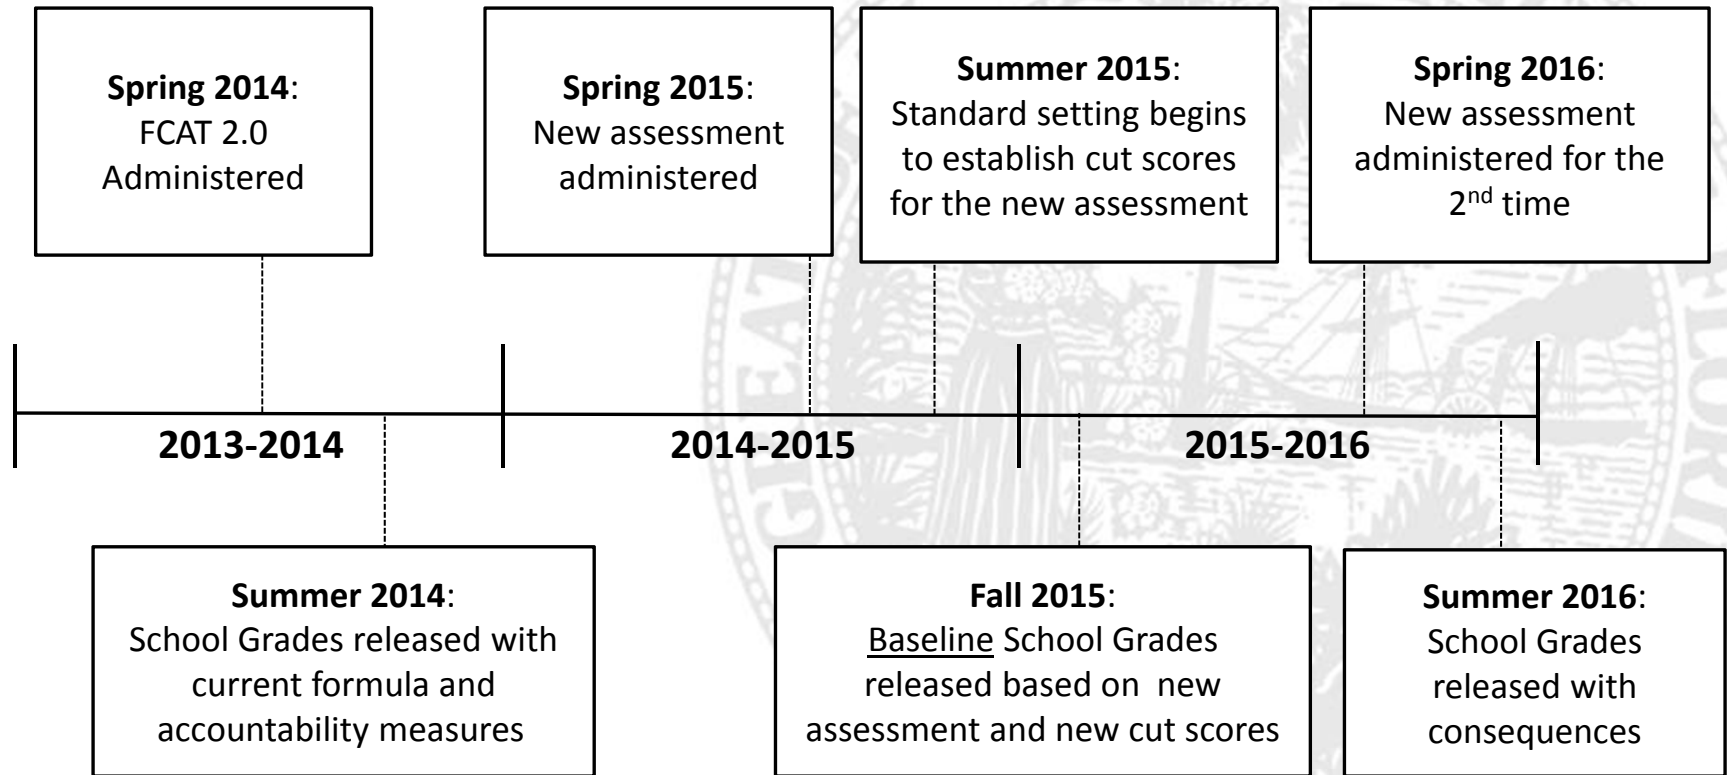 Spring 2014:
FCAT 2.0
Administered
Spring 2015:
New assessment
administered
Summer 2015:
Standard setting begins
to establish cut scores
for the new assessment
Spring 2016:
New assessment
administered for the
2nd time
2013-2014
2014-2015
2015-2016
Summer 2014:
School Grades released with
current formula and
accountability measures
Fall 2015:
Baseline School Grades
released based on  new
assessment and new cut scores
Summer 2016:
School Grades
released with
consequences